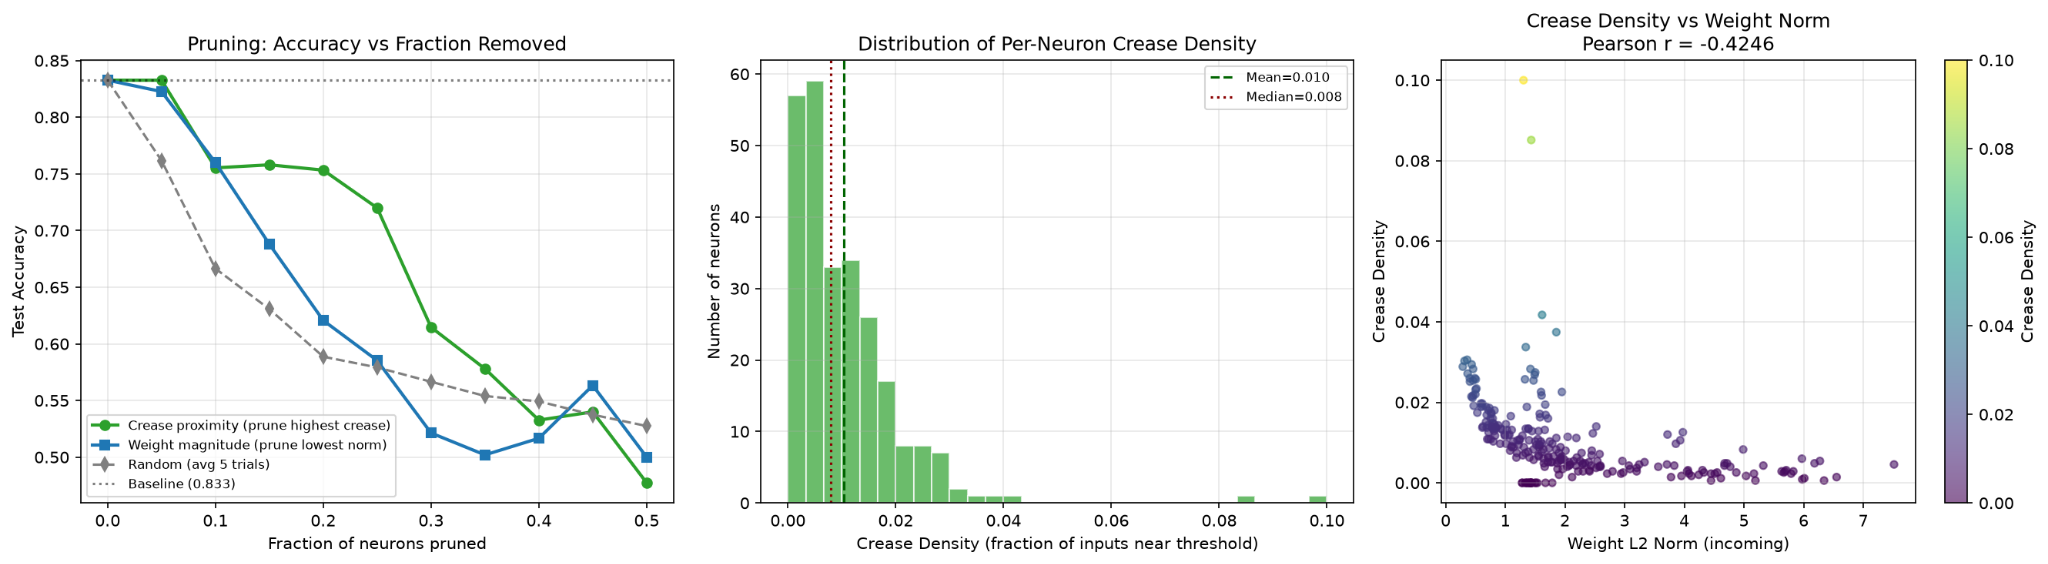 Pruning: Accuracy vs Fraction Removed
Test Accuracy
0.85
0.80
0.75
0.70
0.65
0.60
0.55
0.50
Crease proximity (prune highest crease)
Weight magnitude (prune lowest norm)
Random (avg 5 trials)
Baseline (0.833)
0.0 0.1 0.2 0.3 0.4 0.5
Fraction of neurons pruned
Distribution of Per-Neuron Crease Density
Number of neurons
60
50
40
30
20
10
0
Mean=0.010
Median=0.008
0.00 0.02 0.04 0.06 0.08 0.10
Crease Density (fraction of inputs near threshold)
Crease Density vs Weight Norm
Pearson r = -0.4246
Crease Density
0.10
0.08
0.06
0.04
0.02
0.00
0 1 2 3 4 5 6 7
Weight L2 Norm (incoming)
0.10
0.08
0.06
0.04
0.02
0.00
Crease Density